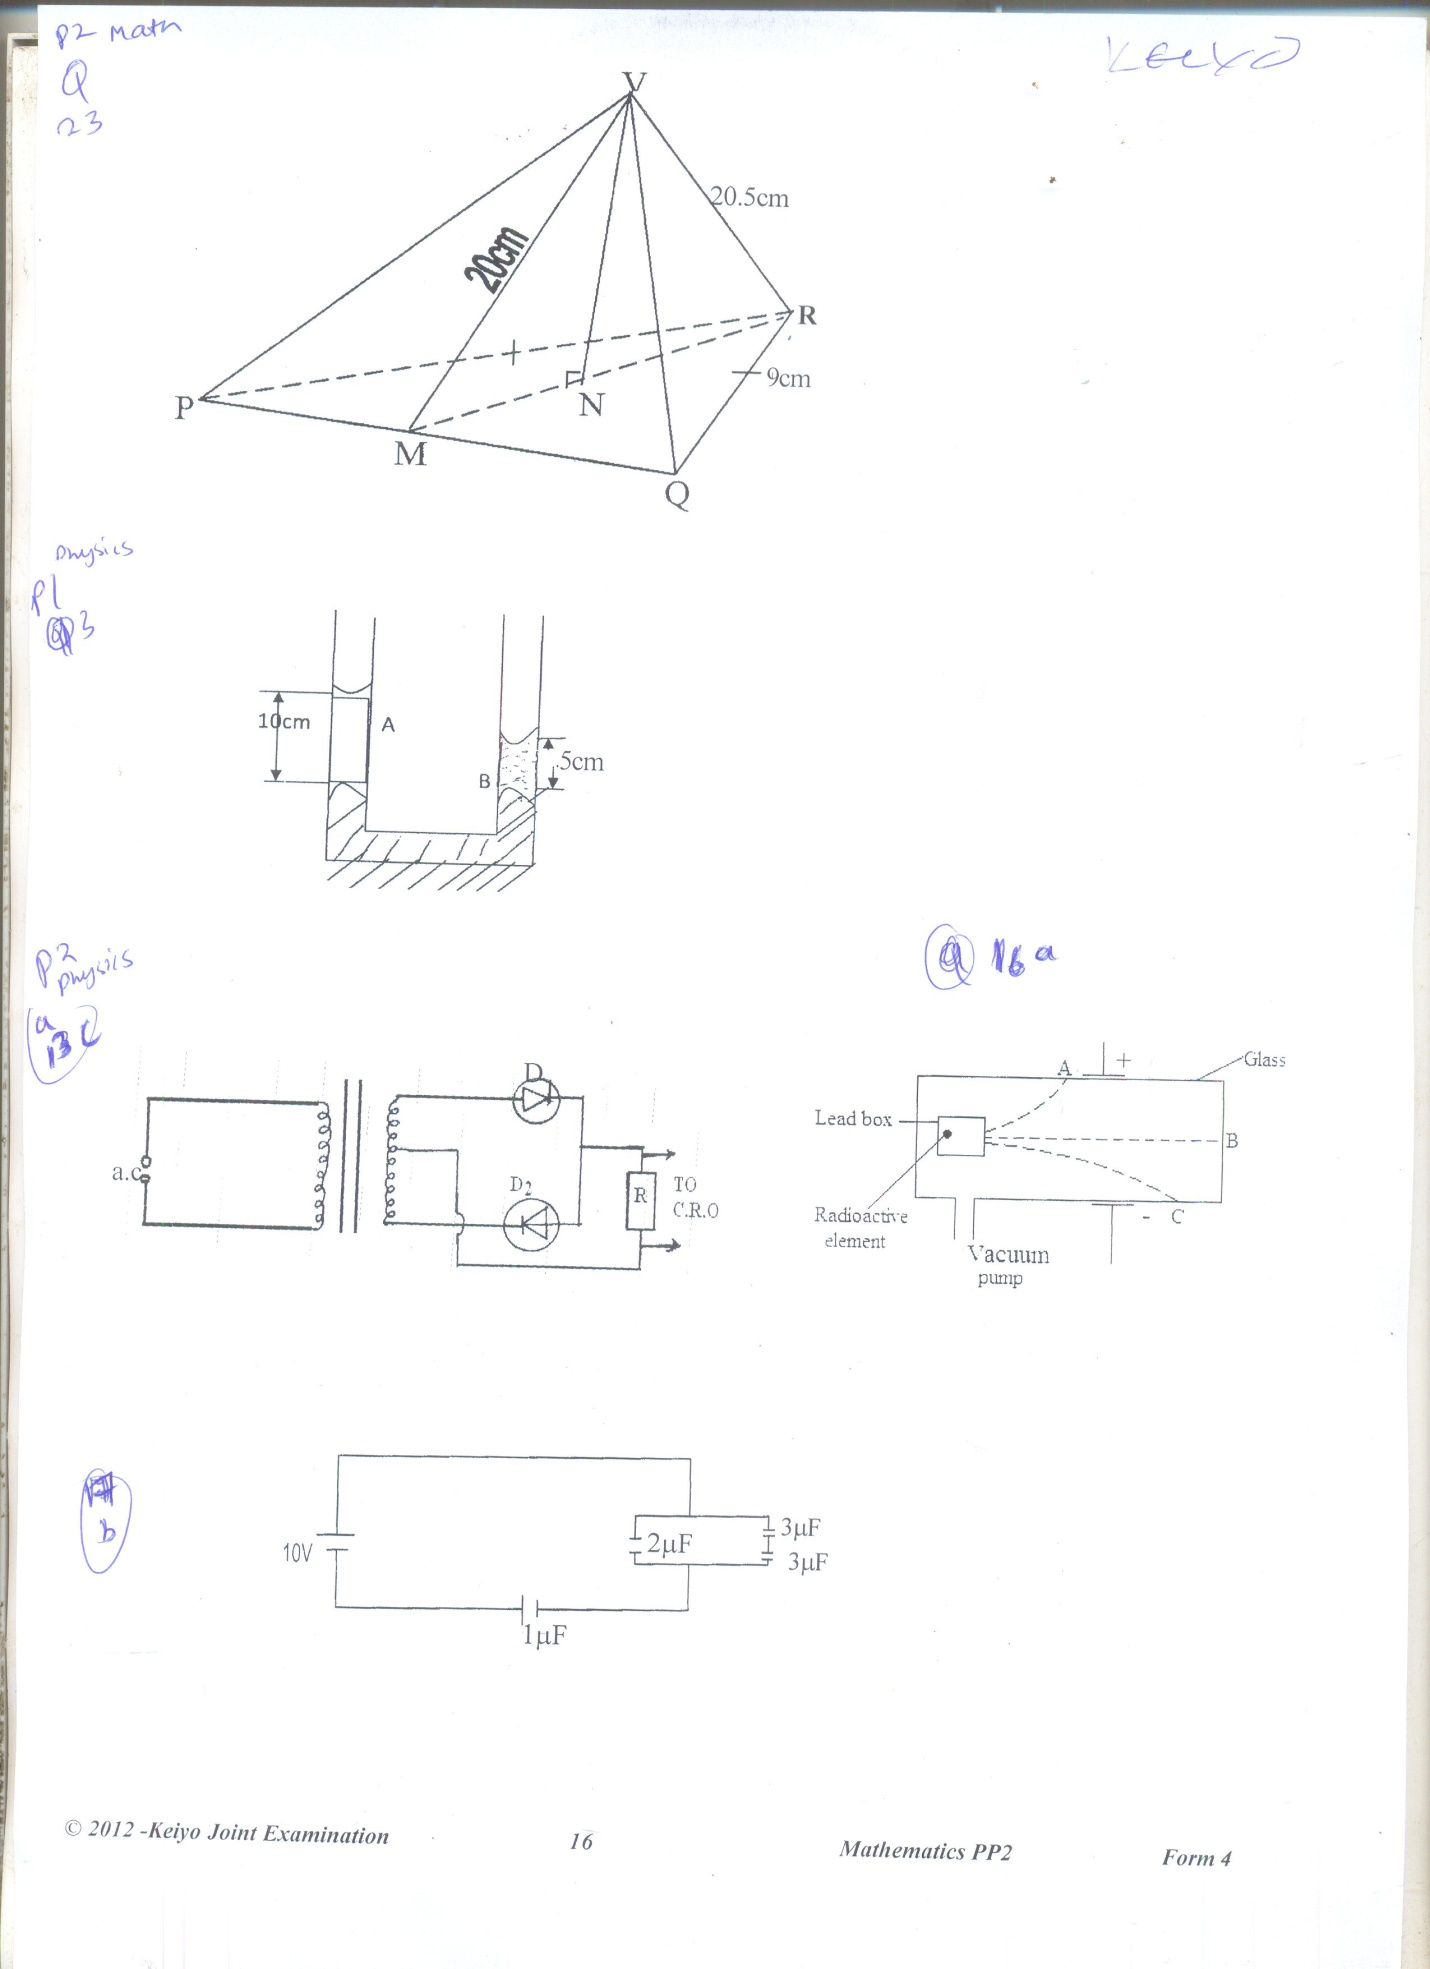 P2 Math
KEIYO
Q
23
V
20.5cm
20cm
R
9cm
P
N
M
Q
physics
P1
Q 3
10cm
A
.5cm
B
P2
physics
Q 16 a
13 C
D
a.c
D2
R
TO
C.R.O
A
+
Glass
Lead box
B
Radioactive
element
- C
Vacuum
pump
b
10V
2µF
3µF
3µF
1µF
© 2012 -Keiyo Joint Examination
16
Mathematics PP2
Form 4